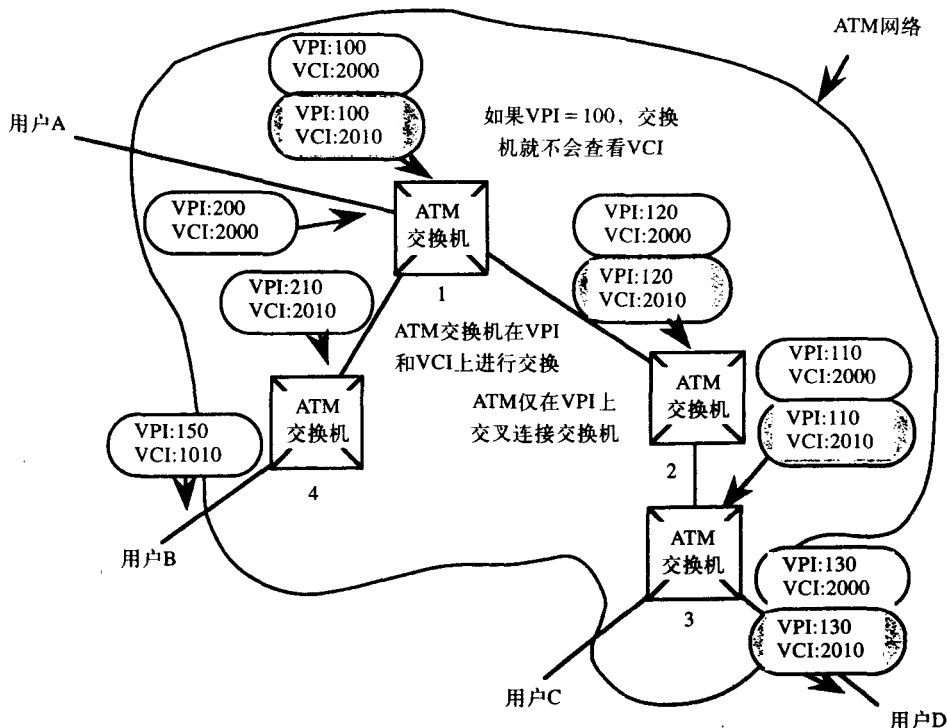 ATM网络
VPI:100
VCI:2000
VPI:100
VCI:2010
如果VPI = 100，交换
机就不会查看VCI
用户A
VPI:200
VCI:2000
ATM
交换机
1
VPI:120
VCI:2000
VPI:120
VCI:2010
VPI:210
VCI:2010
ATM交换机在VPI
和VCI上进行交换
ATM
交换机
2
VPI:110
VCI:2000
VPI:110
VCI:2010
ATM仅在VPI上
交叉连接交换机
ATM
交换机
4
VPI:150
VCI:1010
用户B
ATM
交换机
3
VPI:130
VCI:2000
VPI:130
VCI:2010
用户C
用户D